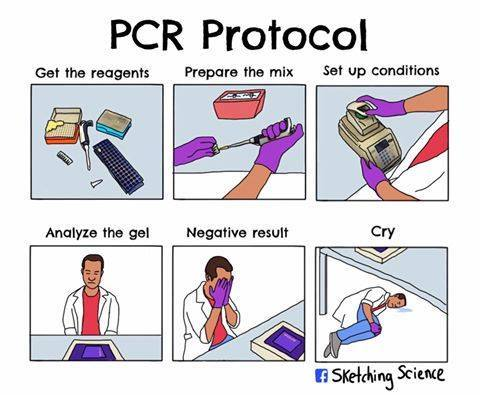 PCR Protocol
Get the reagents
Prepare the mix
Set up conditions
Analyze the gel
Negative result
Cry
f Sketching Science